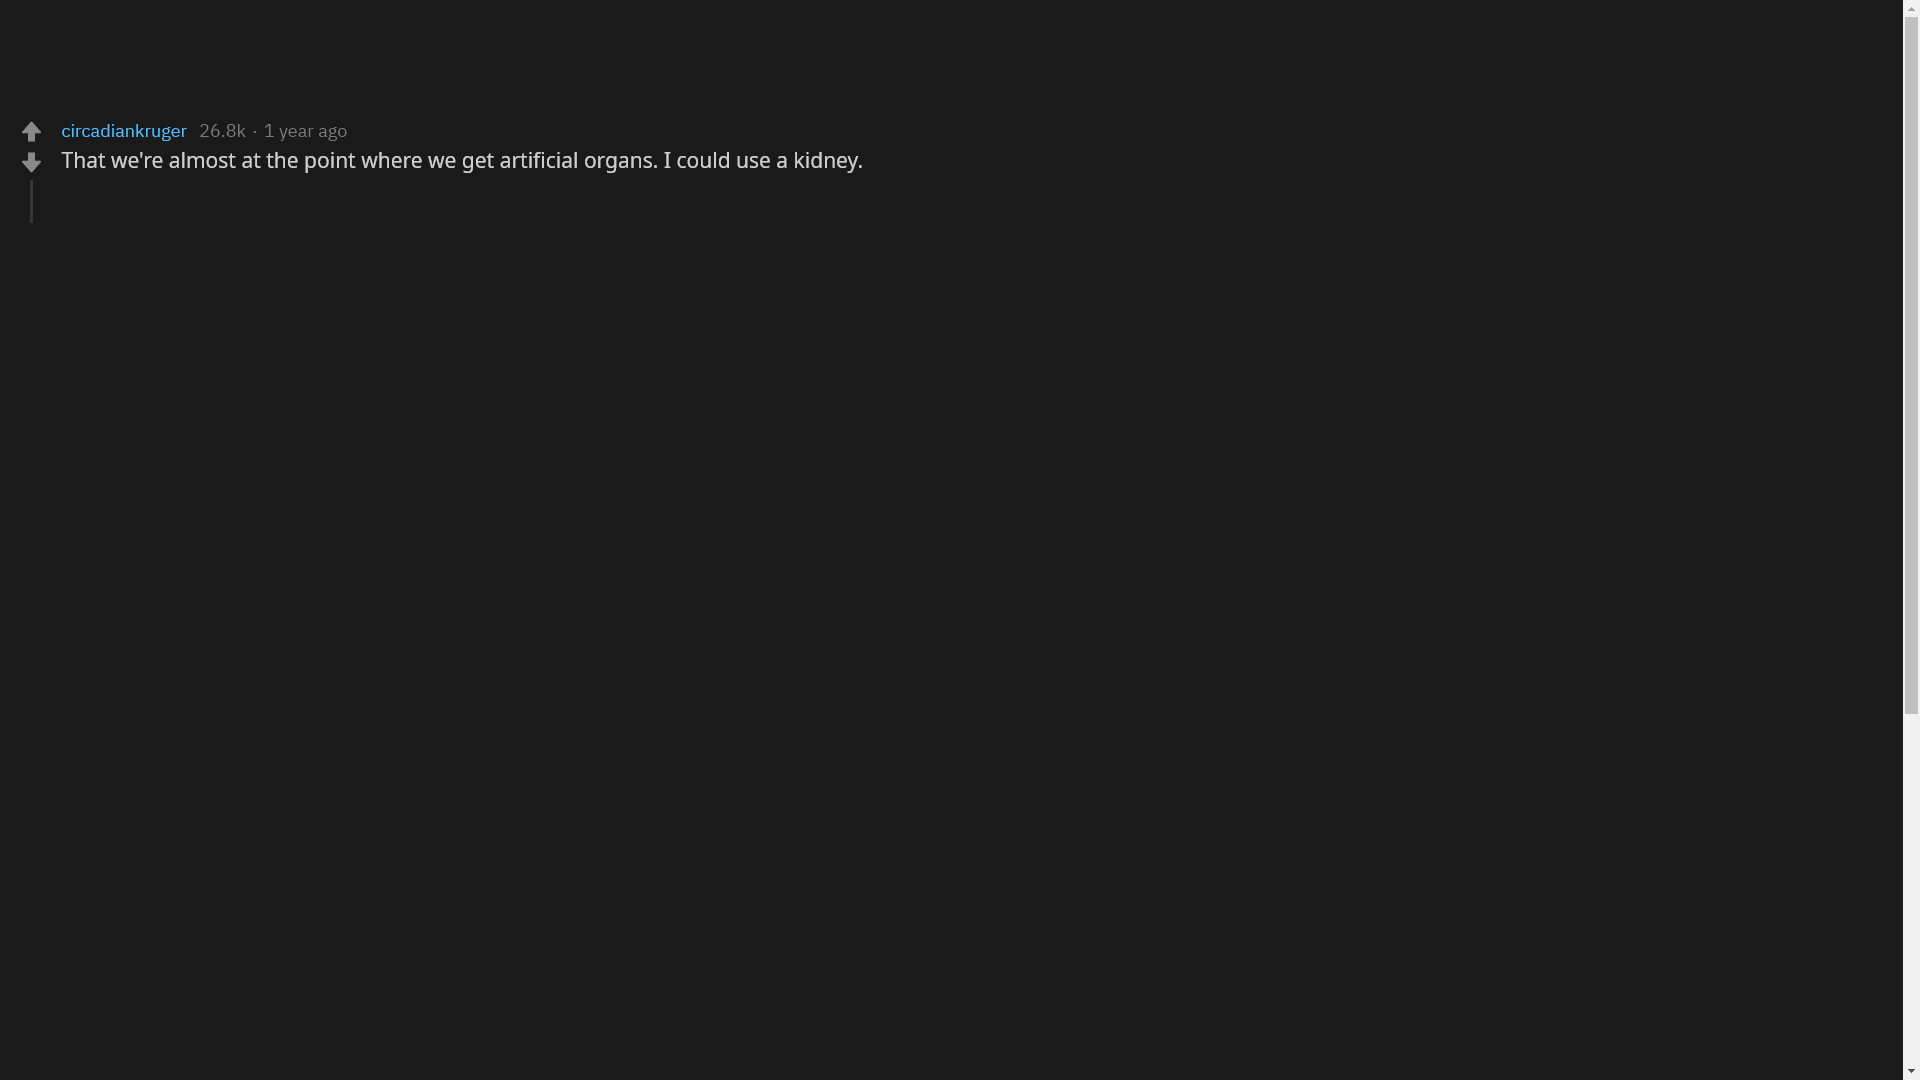 circadiankruger 26.8k · 1 year ago
That we're almost at the point where we get artificial organs. I could use a kidney.